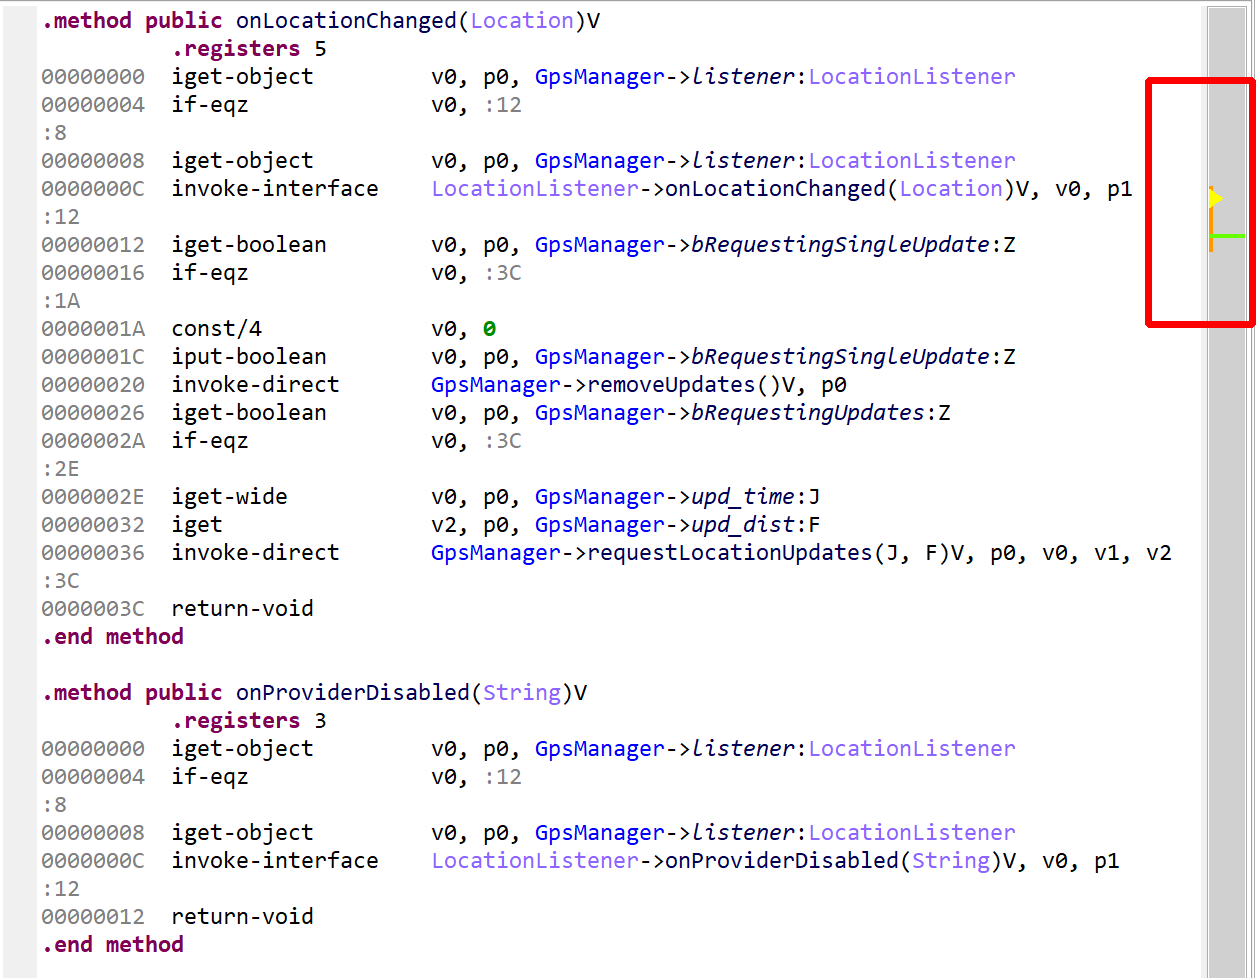 .method public onLocationChanged(Location)V
.registers 5
00000000 iget-object v0, p0, GpsManager->listener:LocationListener
00000004 if-eqz v0, :12
:8
00000008 iget-object v0, p0, GpsManager->listener:LocationListener
0000000C invoke-interface LocationListener->onLocationChanged(Location)V, v0, p1
:12
00000012 iget-boolean v0, p0, GpsManager->bRequestingSingleUpdate:Z
00000016 if-eqz v0, :3C
:1A
0000001A const/4 v0, 0
0000001C iput-boolean v0, p0, GpsManager->bRequestingSingleUpdate:Z
00000020 invoke-direct GpsManager->removeUpdates()V, p0
00000026 iget-boolean v0, p0, GpsManager->bRequestingUpdates:Z
0000002A if-eqz v0, :3C
:2E
0000002E iget-wide v0, p0, GpsManager->upd_time:J
00000032 iget v2, p0, GpsManager->upd_dist:F
00000036 invoke-direct GpsManager->requestLocationUpdates(J, F)V, p0, v0, v1, v2
:3C
0000003C return-void
.end method
.method public onProviderDisabled(String)V
.registers 3
00000000 iget-object v0, p0, GpsManager->listener:LocationListener
00000004 if-eqz v0, :12
:8
00000008 iget-object v0, p0, GpsManager->listener:LocationListener
0000000C invoke-interface LocationListener->onProviderDisabled(String)V, v0, p1
:12
00000012 return-void
.end method